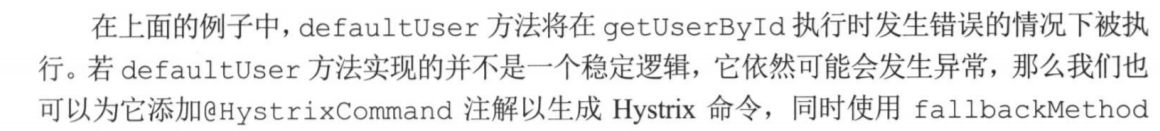 在上面的例子中，defaultUser 方法将在 getUserById 执行时发生错误的情况下被执
行。若 defaultUser 方法实现的并不是一个稳定逻辑，它依然可能会发生异常，那么我们也
可以为它添加@HystrixCommand 注解以生成 Hystrix 命令，同时使用 fallbackMethod